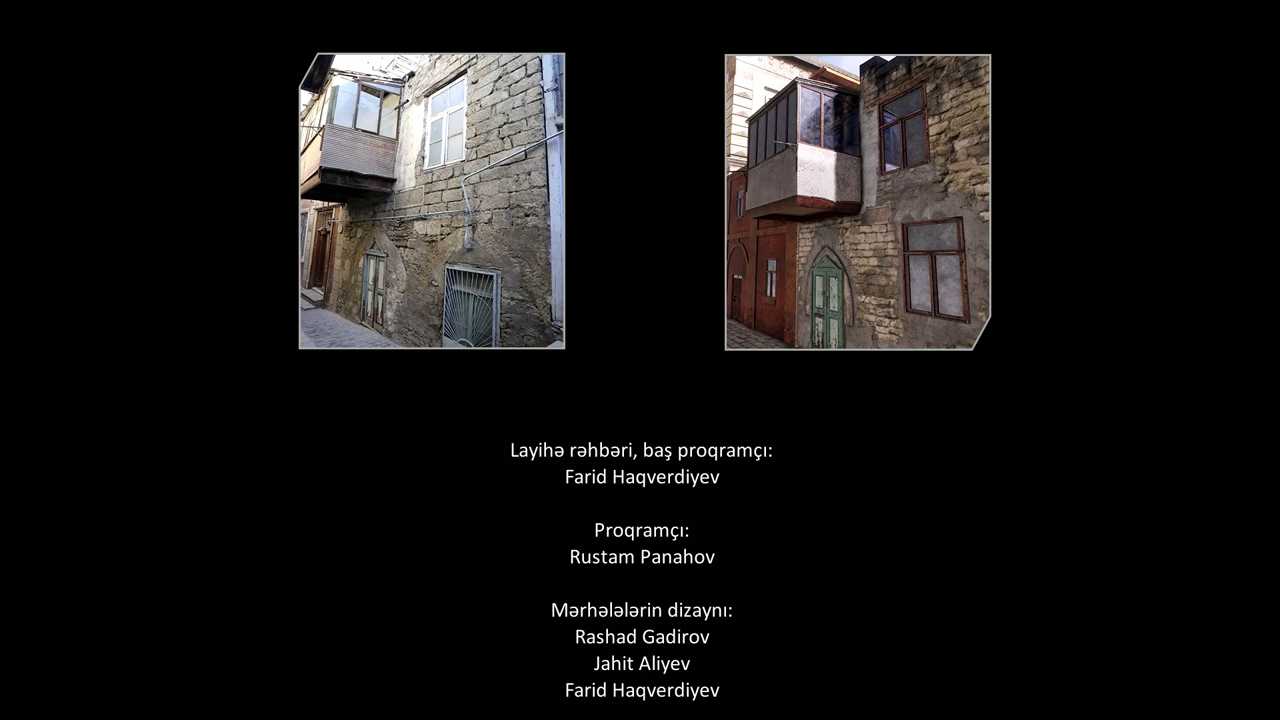 Layihə rəhbəri, baş proqramçı:
Farid Haqverdiyev
Proqramçı:
Rustam Panahov
Mərhələlərin dizaynı:
Rashad Gadirov
Jahit Aliyev
Farid Haqverdiyev